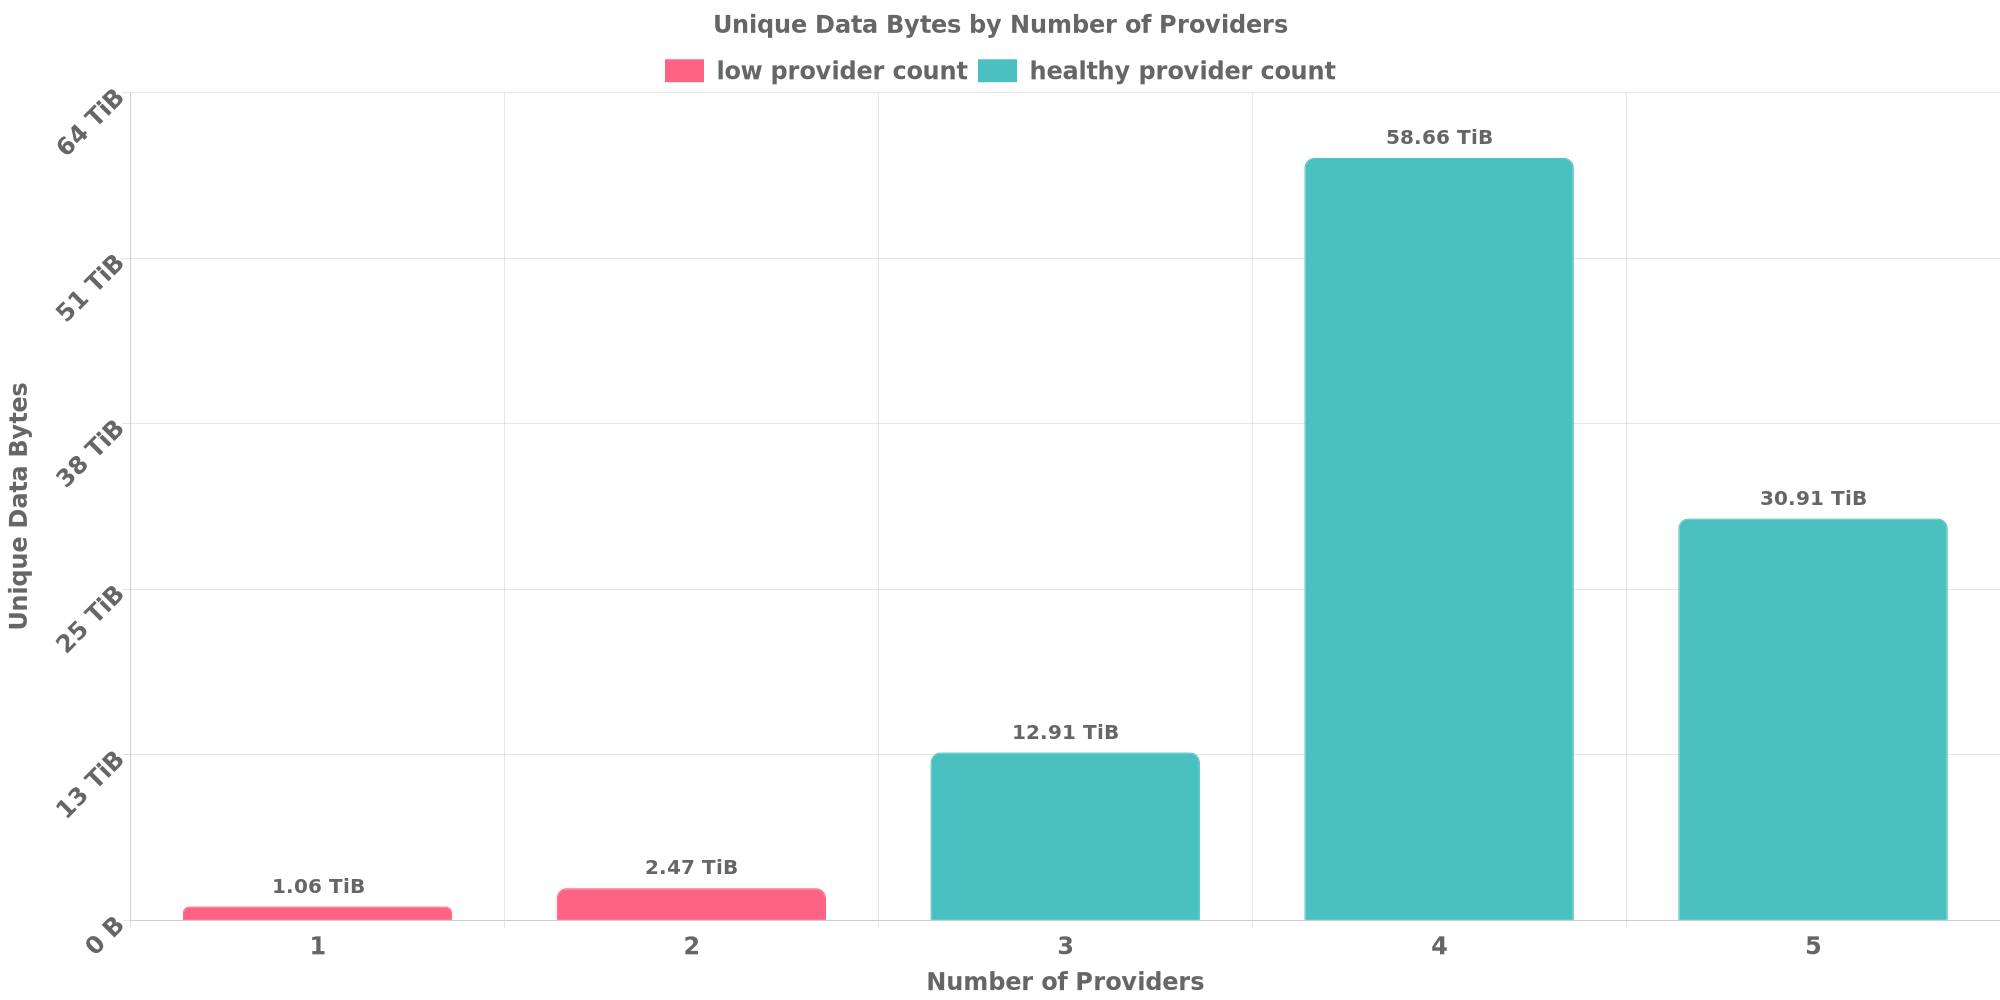 Unique Data Bytes by Number of Providers
low provider count healthy provider count
64 TiB
51 TiB
38 TiB
25 TiB
13 TiB
0 B
Unique Data Bytes
1.06 TiB
2.47 TiB
12.91 TiB
58.66 TiB
30.91 TiB
1 2 3 4 5
Number of Providers